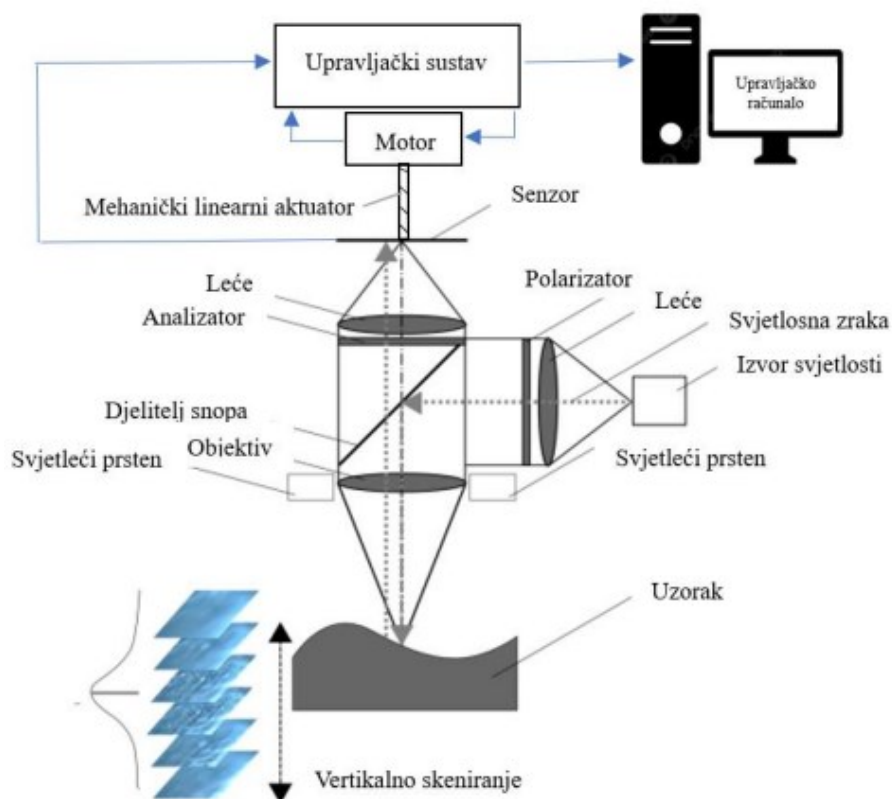 Upravljački sustav
Upravljačko
računalo
Motor
Mehanički linearni aktuator
Senzor
Leće
Polarizator
Analizator
Leće
Svjetlosna zraka
Izvor svjetlosti
Djelitelj snopa
Objektiv
Svjetleći prsten
Svjetleći prsten
Uzorak
Vertikalno skeniranje